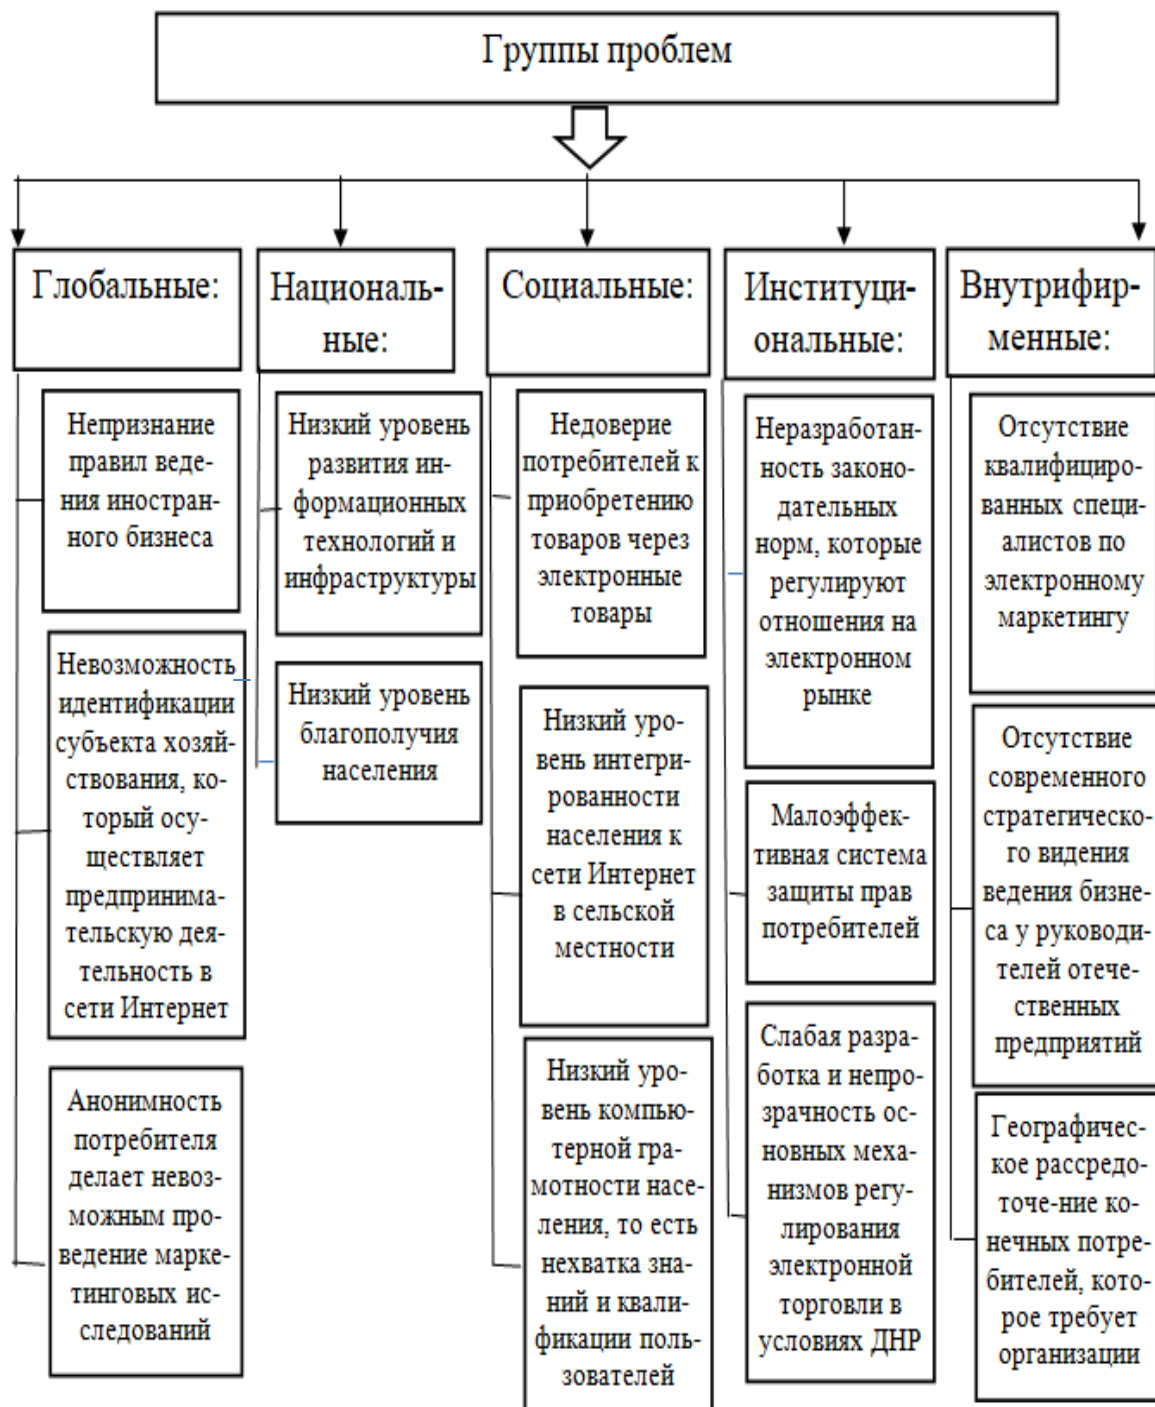 Группы проблем
Глобальные:
Непризнание
правил веде-
ния иностран-
ного бизнеса
Невозможность
идентификации
субъекта хозяй-
ствования, ко-
торый осу-
ществляет
предпринима-
тельскую дея-
тельность в
сети Интернет
Анонимность
потребителя
делает невоз-
можным про-
ведение марке-
тинговых ис-
следований
Националь-
ные:
Низкий уровень
развития ин-
формационных
технологий и
инфраструктуры
Низкий уровень
благополучия
населения
Социальные:
Недоверие
потребителей к
приобретению
товаров через
электронные
товары
Низкий уро-
вень интегри-
рованности
населения к
сети Интернет
в сельской
местности
Низкий уро-
вень компью-
терной гра-
мотности насе-
ления, то есть
нехватка зна-
ний и квали-
фикации поль-
зователей
Институци-
ональные:
Неразработан-
ность законо-
дательных
норм, которые
регулируют
отношения на
электронном
рынке
Малоэффек-
тивная система
защиты прав
потребителей
Слабая разра-
ботка и непро-
зрачность ос-
новных меха-
низмов регу-
лирования
электронной
торговли в
условиях ДНР
Внутрифир-
менные:
Отсутствие
квалифициро-
ванных специ-
алистов по
электронному
маркетингу
Отсутствие
современного
стратегическо-
го видения
ведения бизне-
са у руководи-
телей отече-
ственных
предприятий
Географичес-
кое рассредо-
точе-ние ко-
нечных потре-
бителей, кото-
рое требует
организации